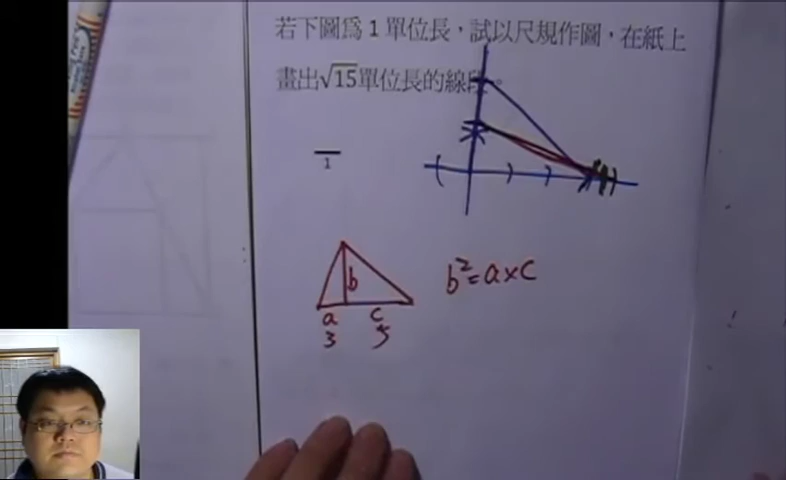 若下圖為 1 單位長，試以尺規作圖，在紙上
畫出√15單位長的線段。
1
b
b²=a×c
a c
3 5